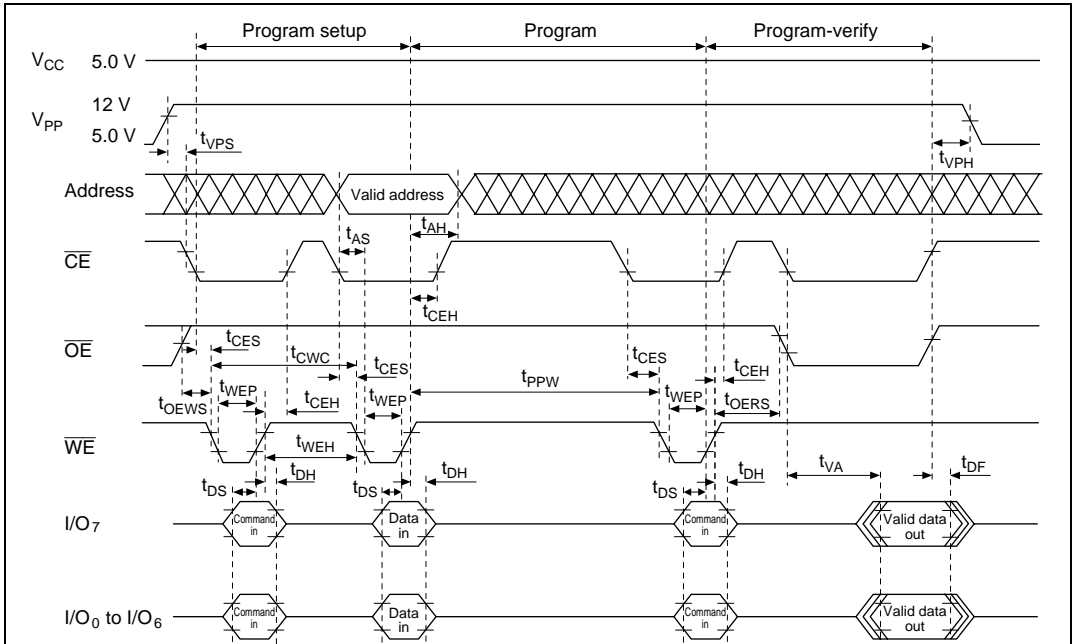 Program setup Program Program-verify
VCC 5.0 V
12 V
VPP
5.0 V
tVPS
tVPH
Address Valid address
tAS tAH
CE
tCEH
OE
tCES tCWC tCES tPPW tCES tCEH
tOEWS tWEP tCEH tWEP tWEP tOERS
WE
tWEH tVA
tDS tDH tDS tDH tDS tDH tDF
I/O7 Command in Data in Command in Valid data out
I/O0 to I/O6 Command in Data in Command in Valid data out